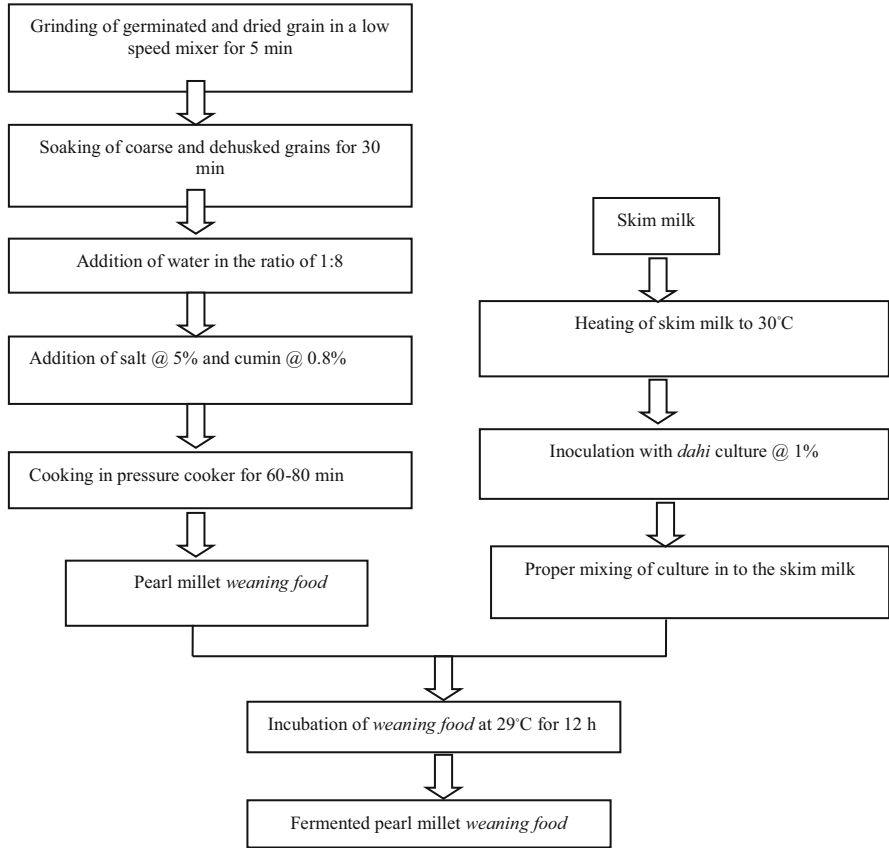 Grinding of germinated and dried grain in a low
speed mixer for 5 min
Soaking of coarse and dehusked grains for 30
min
Addition of water in the ratio of 1:8
Addition of salt @ 5% and cumin @ 0.8%
Cooking in pressure cooker for 60-80 min
Pearl millet weaning food
Skim milk
Heating of skim milk to 30°C
Inoculation with dahi culture @ 1%
Proper mixing of culture in to the skim milk
Incubation of weaning food at 29°C for 12 h
Fermented pearl millet weaning food